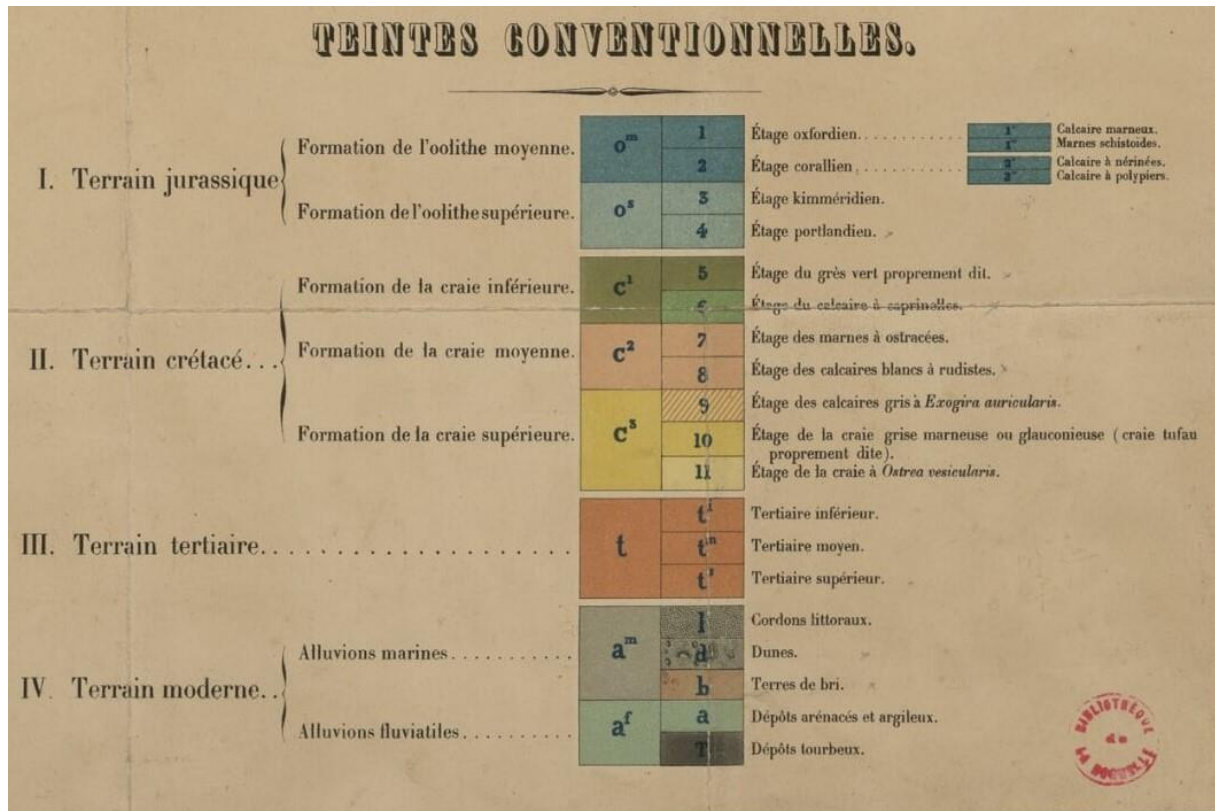 TEINTES CONVENTIONNELLES.
I. Terrain jurassique
Formation de l'oolithe moyenne.
o^m
1
Étage oxfordien. . . . . . . . . . .
1'
Calcaire marneux.
1"
Marnes schistoïdes.
2
Étage corallien . . . . . . . . . . .
2'
Calcaire à nérinées.
2"
Calcaire à polypiers.
Formation de l'oolithe supérieure.
o^s
3
Étage kimméridien.
4
Étage portlandien.
II. Terrain crétacé. . .
Formation de la craie inférieure.
c^1
5
Étage du grès vert proprement dit.
6
Étage du calcaire à caprinelles.
Formation de la craie moyenne.
c^2
7
Étage des marnes à ostracées.
8
Étage des calcaires blancs à rudistes.
Formation de la craie supérieure.
c^3
9
Étage des calcaires gris à Exogira auricularis.
10
Étage de la craie grise marneuse ou glauconieuse (craie tufau
proprement dite).
11
Étage de la craie à Ostrea vesicularis.
III. Terrain tertiaire. . . . . . . . . . . . . . . . . . .
t
t^i
Tertiaire inférieur.
t^m
Tertiaire moyen.
t^s
Tertiaire supérieur.
IV. Terrain moderne. .
Alluvions marines. . . . . . . . . . .
a^m
l
Cordons littoraux.
d
Dunes.
b
Terres de bri.
Alluvions fluviatiles. . . . . . . . . .
a^f
a
Dépôts arénacés et argileux.
T
Dépôts tourbeux.
BIBLIOTHÈQUE